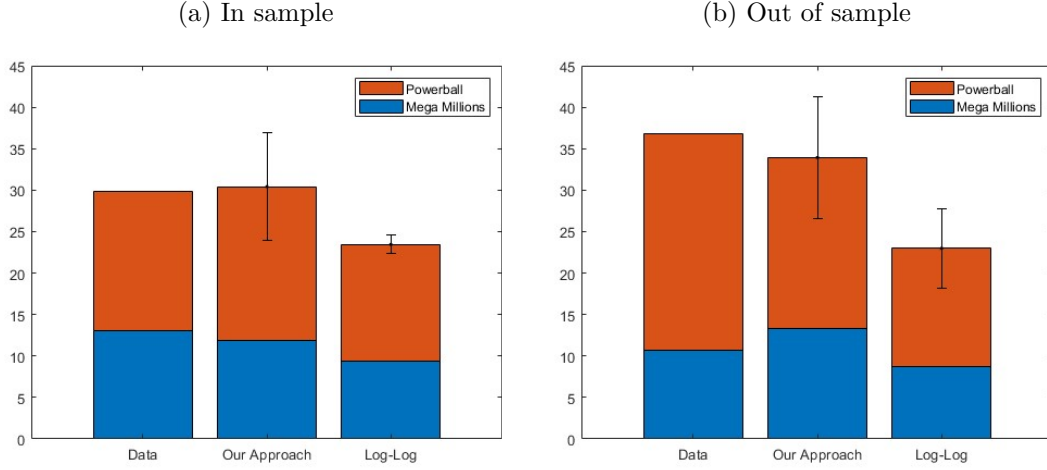 (a) In sample
45
40
35
30
25
20
15
10
5
0
Powerball
Mega Millions
Data Our Approach Log-Log
(b) Out of sample
45
40
35
30
25
20
15
10
5
0
Powerball
Mega Millions
Data Our Approach Log-Log